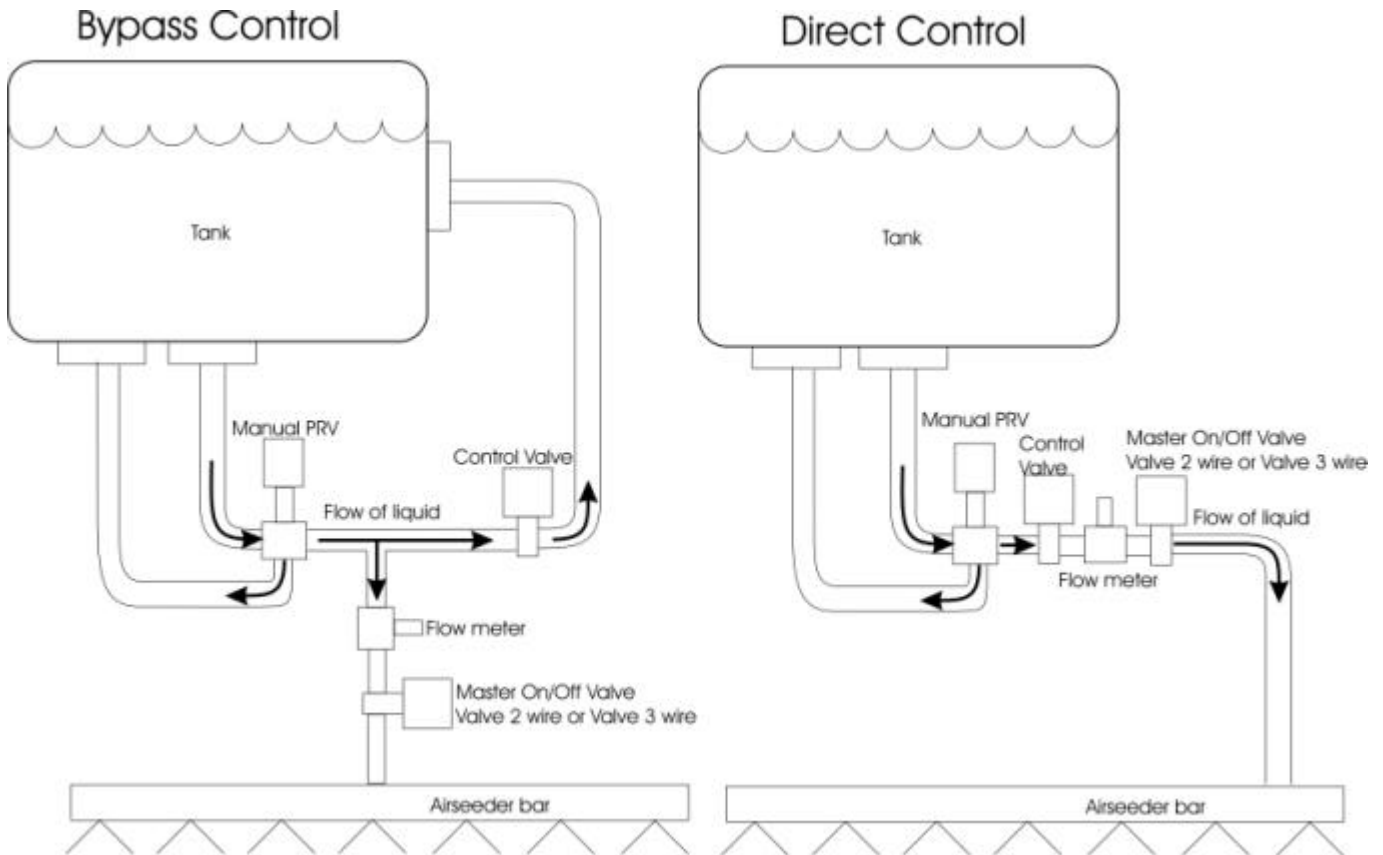 Bypass Control
Tank
Manual PRV
Control Valve
Flow of liquid
Flow meter
Master On/Off Valve
Valve 2 wire or Valve 3 wire
Airseeder bar
Direct Control
Tank
Manual PRV
Control
Valve
Master On/Off Valve
Valve 2 wire or Valve 3 wire
Flow of liquid
Flow meter
Airseeder bar